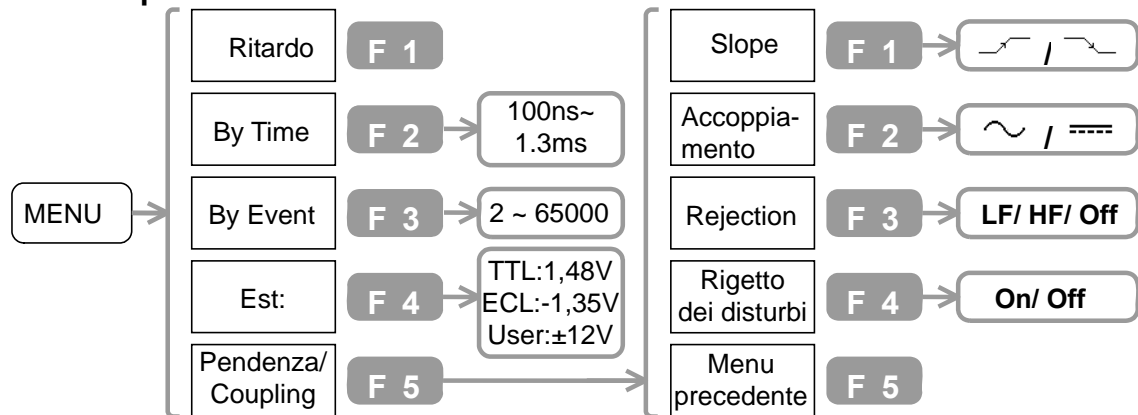 MENU
Ritardo
F 1
By Time
F 2
100ns~
1.3ms
By Event
F 3
2 ~ 65000
Est:
F 4
TTL:1,48V
ECL:-1,35V
User:±12V
Pendenza/
Coupling
F 5
Slope
F 1
/
Accoppia-
mento
F 2
/
Rejection
F 3
LF/ HF/ Off
Rigetto
dei disturbi
F 4
On/ Off
Menu
precedente
F 5